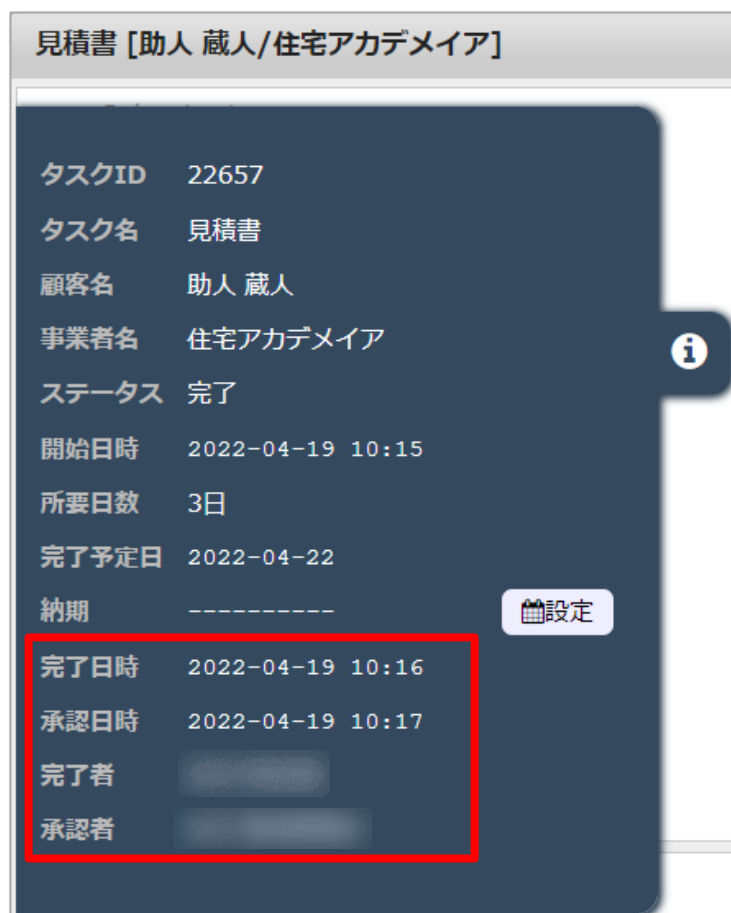 見積書 [助人 蔵人/住宅アカデメイア]
タスクID 22657
タスク名 見積書
顧客名 助人 蔵人
事業者名 住宅アカデメイア
ステータス 完了
開始日時 2022-04-19 10:15
所要日数 3日
完了予定日 2022-04-22
納期 ---------- 設定
完了日時 2022-04-19 10:16
承認日時 2022-04-19 10:17
完了者
承認者